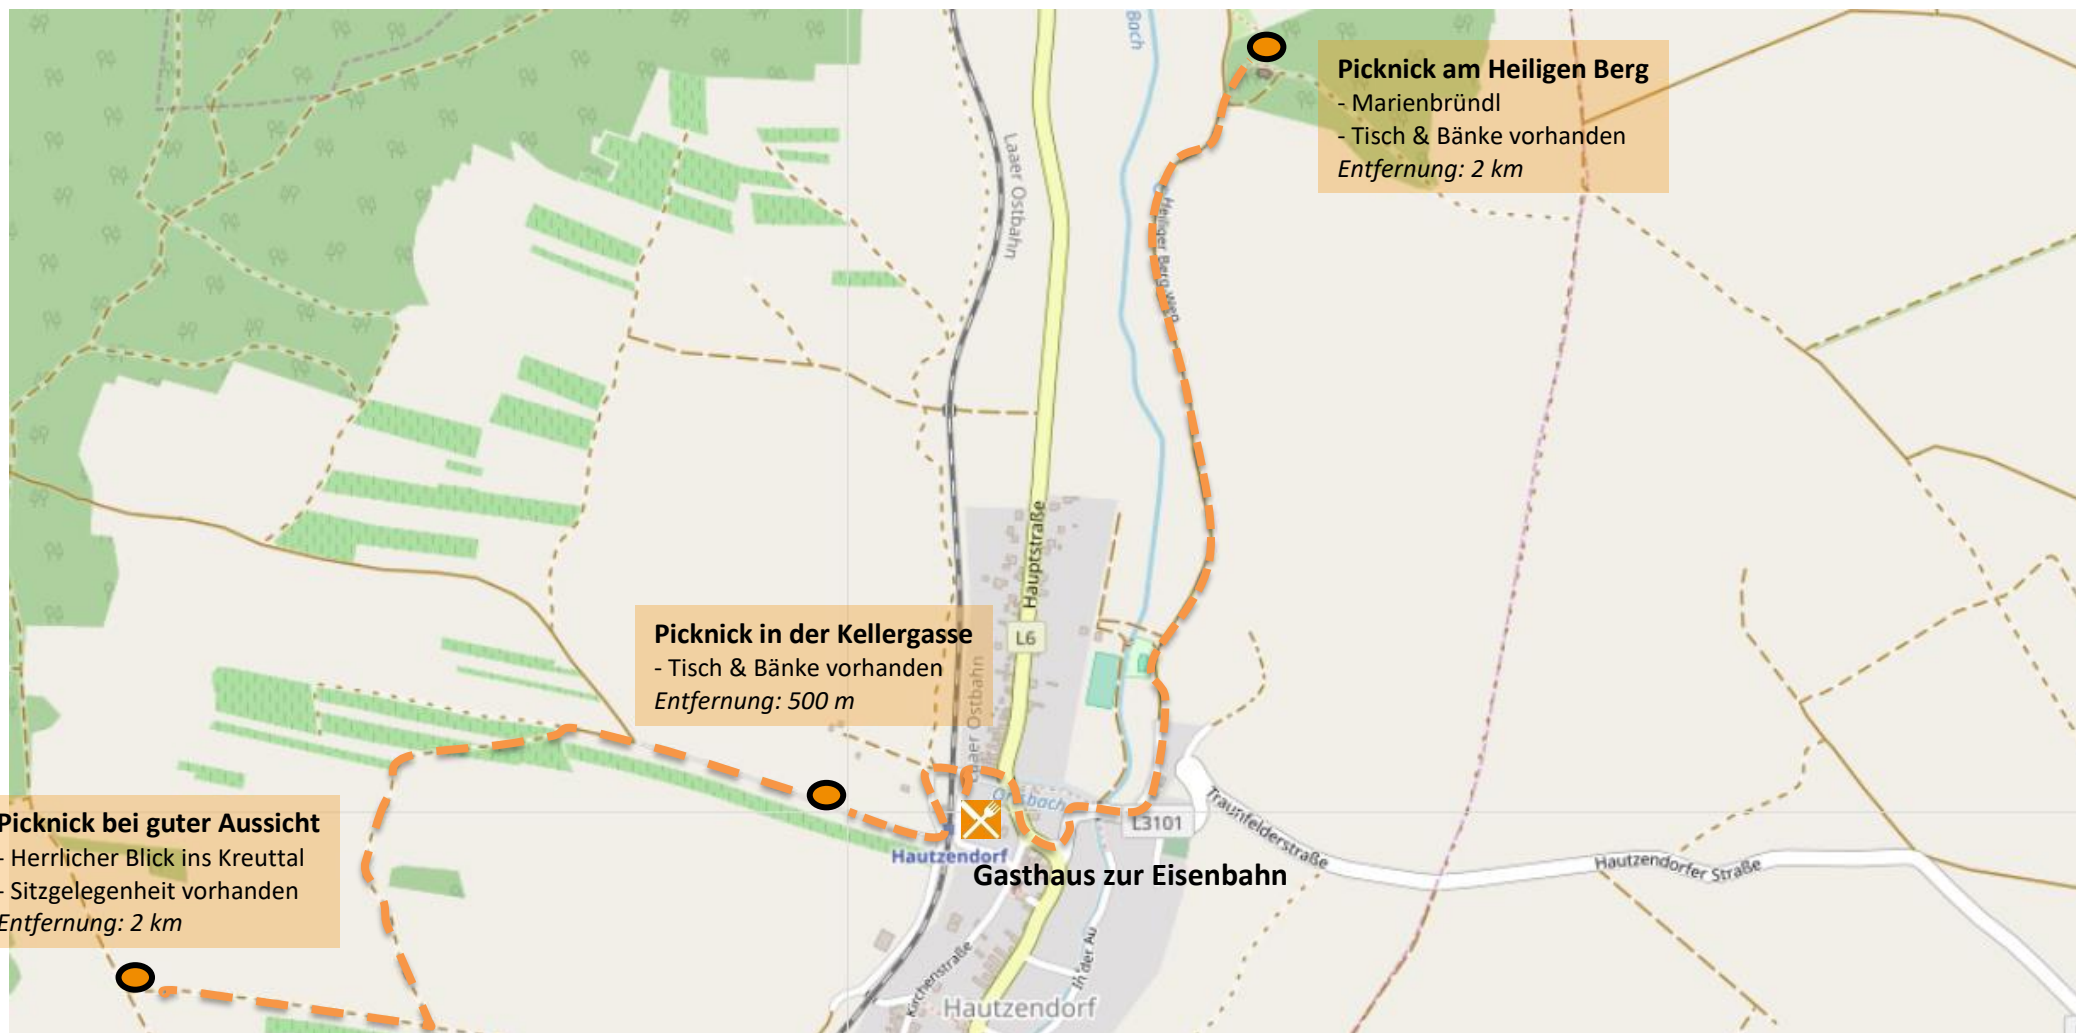 Bach
Picknick am Heiligen Berg
- Marienbründl
- Tisch & Bänke vorhanden
Entfernung: 2 km
Laaer Ostbahn
Heiliger Berg Weg
Hauptstraße
L6
Picknick in der Kellergasse
- Tisch & Bänke vorhanden
Entfernung: 500 m
Laaer Ostbahn
Ortsbach
L3101
Traunfelderstraße
Hautzendorfer Straße
Picknick bei guter Aussicht
- Herrlicher Blick ins Kreuttal
- Sitzgelegenheit vorhanden
Entfernung: 2 km
Hautzendorf
Gasthaus zur Eisenbahn
Kirchenstraße
In der Au
Hautzendorf